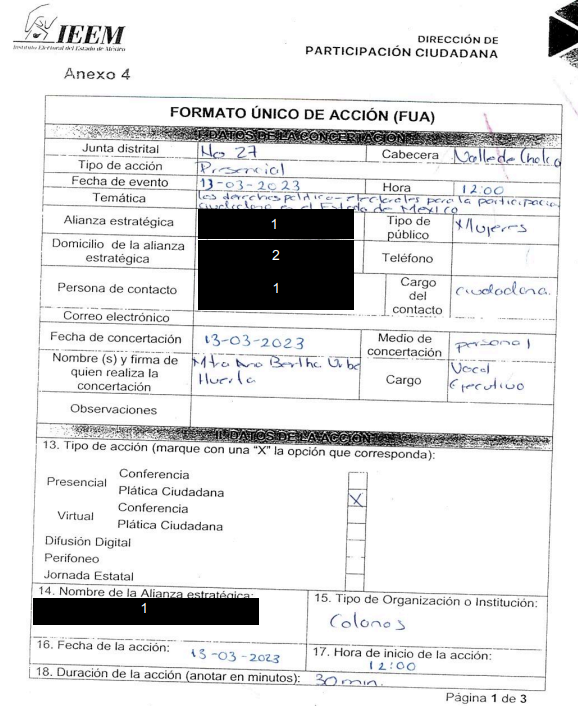 IEEM
Instituto Electoral del Estado de México
DIRECCIÓN DE
PARTICIPACIÓN CIUDADANA
Anexo 4
FORMATO ÚNICO DE ACCIÓN (FUA)
I. DATOS DE LA CONCERTACIÓN
Junta distrital No 27 Cabecera Valle de Chalco
Tipo de acción Presencial
Fecha de evento 13-03-2023 Hora 12:00
Temática los derechos político-electorales para la participación
ciudadana en el Estado de México
Alianza estratégica 1 Tipo de público Mujeres
Domicilio de la alianza estratégica 2 Teléfono
Persona de contacto 1 Cargo del contacto ciudadana
Correo electrónico
Fecha de concertación 13-03-2023 Medio de concertación personal
Nombre (s) y firma de quien realiza la concertación Mtra Ana Bertha Uribe Huerta Cargo Vocal Ejecutivo
Observaciones
II. DATOS DE LA ACCIÓN
13. Tipo de acción (marque con una "X" la opción que corresponda):
Presencial Conferencia
Plática Ciudadana X
Virtual Conferencia
Plática Ciudadana
Difusión Digital
Perifoneo
Jornada Estatal
14. Nombre de la Alianza estratégica:
1
15. Tipo de Organización o Institución:
Colonos
16. Fecha de la acción: 13-03-2023
17. Hora de inicio de la acción:
12:00
18. Duración de la acción (anotar en minutos): 30 min.
Página 1 de 3